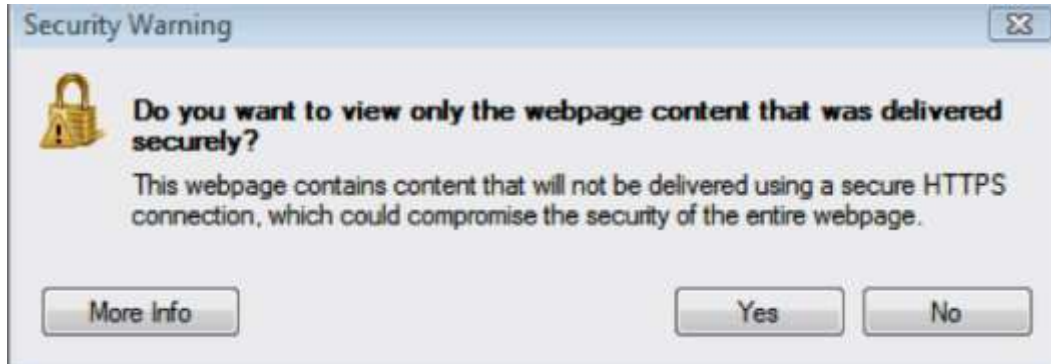 Security Warning
Do you want to view only the webpage content that was delivered
securely?
This webpage contains content that will not be delivered using a secure HTTPS
connection, which could compromise the security of the entire webpage.
More Info
Yes
No